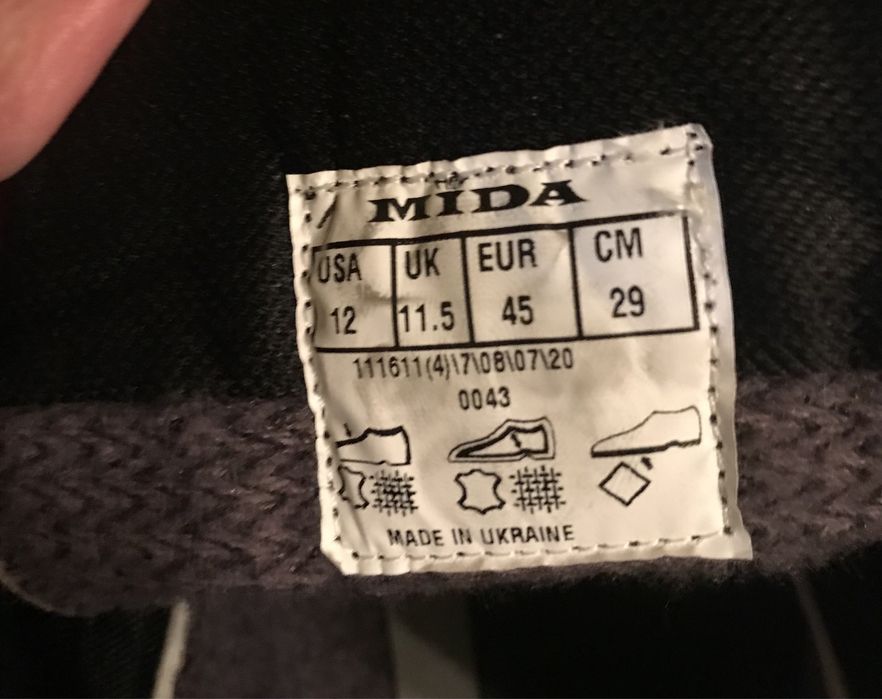 MIDA
USA UK EUR CM
12 11.5 45 29
111611(4)\7\08\07\20
0043
MADE IN UKRAINE